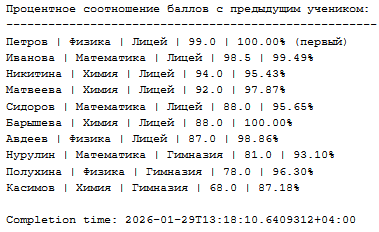 Процентное соотношение баллов с предыдущим учеником:
-----------------------------------------------------
Петров | Физика | Лицей | 99.0 | 100.00% (первый)
Иванова | Математика | Лицей | 98.5 | 99.49%
Никитина | Химия | Лицей | 94.0 | 95.43%
Матвеева | Химия | Лицей | 92.0 | 97.87%
Сидоров | Математика | Лицей | 88.0 | 95.65%
Барышева | Химия | Лицей | 88.0 | 100.00%
Авдеев | Физика | Лицей | 87.0 | 98.86%
Нурулин | Математика | Гимназия | 81.0 | 93.10%
Полухина | Физика | Гимназия | 78.0 | 96.30%
Касимов | Химия | Гимназия | 68.0 | 87.18%
Completion time: 2026-01-29T13:18:10.6409312+04:00